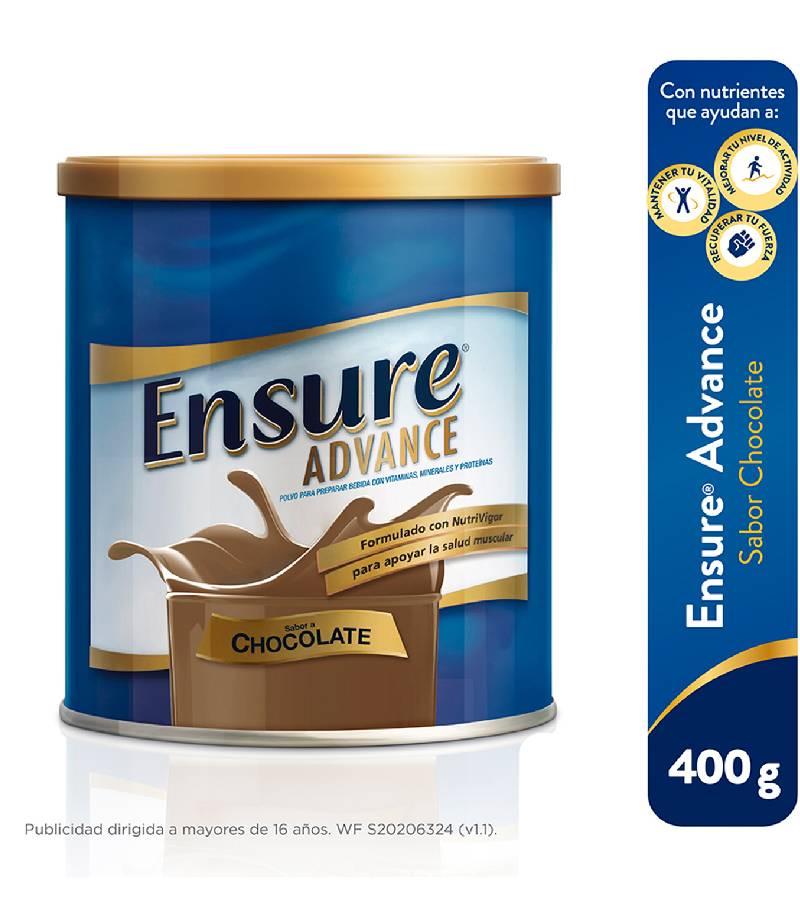 Ensure®
ADVANCE
POLVO PARA PREPARAR BEBIDA CON VITAMINAS, MINERALES Y PROTEÍNAS
Formulado con NutriVigor
para apoyar la salud muscular
Sabor a
CHOCOLATE
Publicidad dirigida a mayores de 16 años. WF S20206324 (v1.1).
Con nutrientes
que ayudan a:
MEJORAR TU NIVEL DE ACTIVIDAD
MANTENER TU VITALIDAD
RECUPERAR TU FUERZA
Ensure® Advance
Sabor Chocolate
400 g